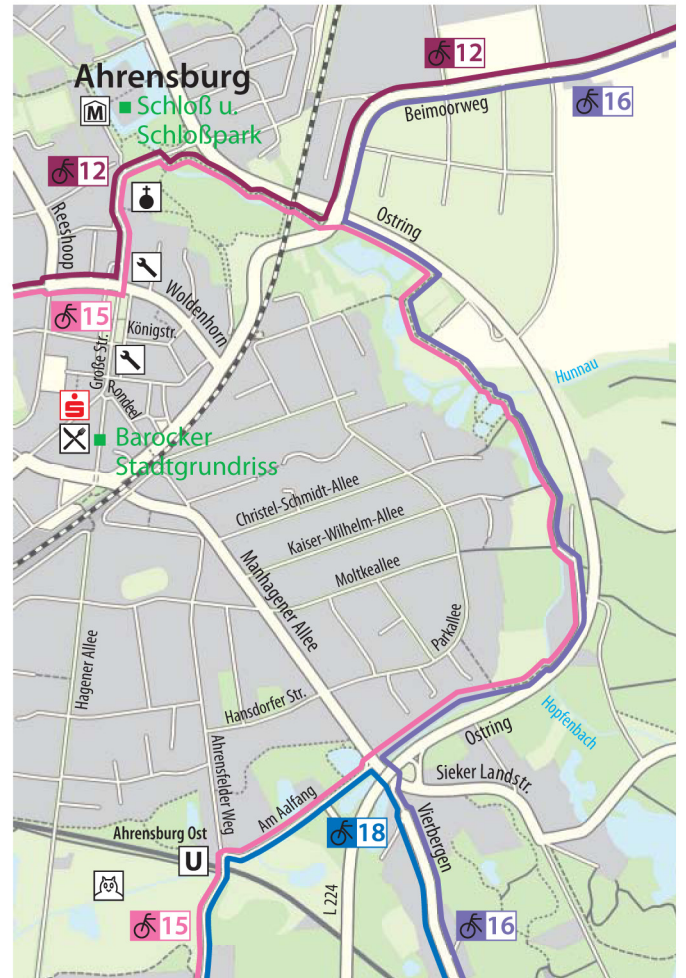 Ahrensburg
M
Schloß u.
Schloßpark
12
Beimoorweg
16
12
Reeshoop
Ostring
15
Woldenhorn
Königstr.
Große Str.
Rondeel
Hunnau
S
Barocker
Stadtgrundriss
Christel-Schmidt-Allee
Kaiser-Wilhelm-Allee
Moltkeallee
Manhagener Allee
Parkallee
Hagener Allee
Hansdorfer Str.
Hopfenbach
Ostring
Ahrensfelder Weg
Sieker Landstr.
Am Aalfang
Vierbergen
Ahrensburg Ost
U
18
L 224
15
16